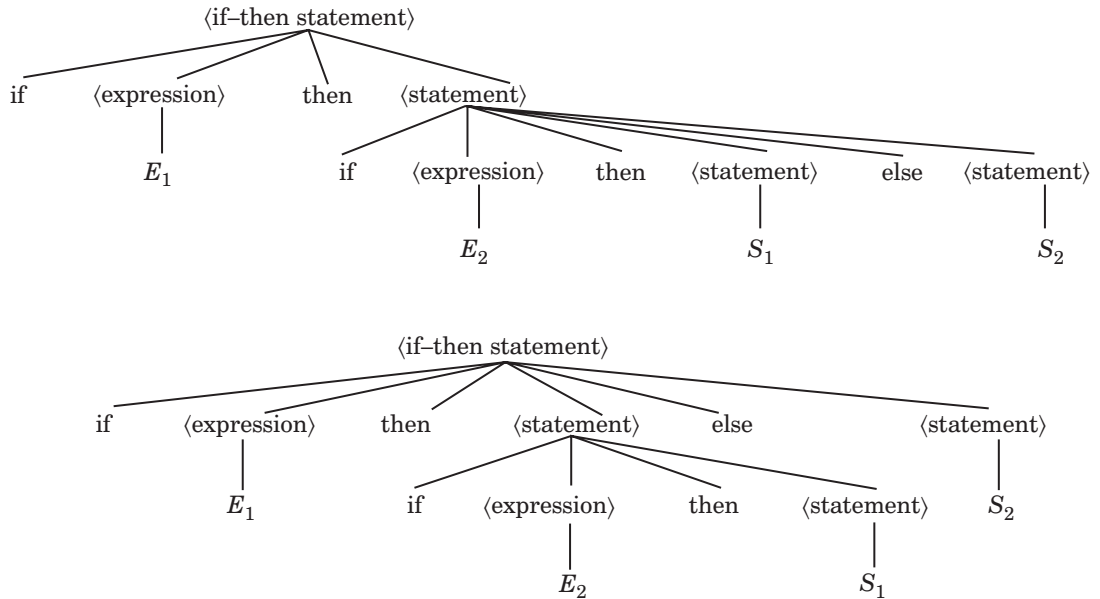 ⟨if–then statement⟩
if ⟨expression⟩ then ⟨statement⟩
E₁ if ⟨expression⟩ then ⟨statement⟩ else ⟨statement⟩
E₂ S₁ S₂
⟨if–then statement⟩
if ⟨expression⟩ then ⟨statement⟩ else ⟨statement⟩
E₁ if ⟨expression⟩ then ⟨statement⟩ S₂
E₂ S₁